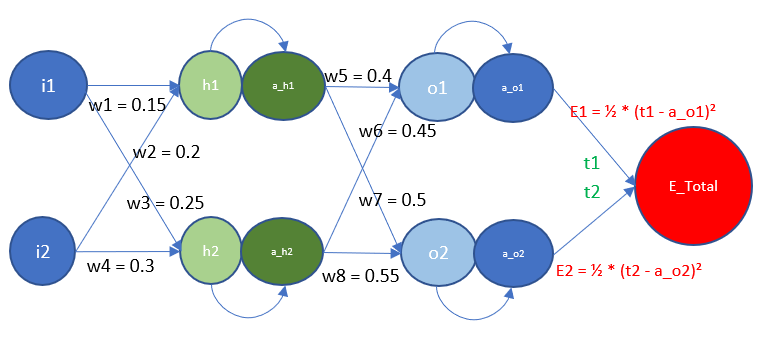 i1
h1
a_h1
w5 = 0.4
o1
a_o1
E1 = ½ * (t1 - a_o1)²
w1 = 0.15
w6 = 0.45
w2 = 0.2
t1
E_Total
t2
w3 = 0.25
w7 = 0.5
i2
h2
a_h2
o2
a_o2
w4 = 0.3
w8 = 0.55
E2 = ½ * (t2 - a_o2)²